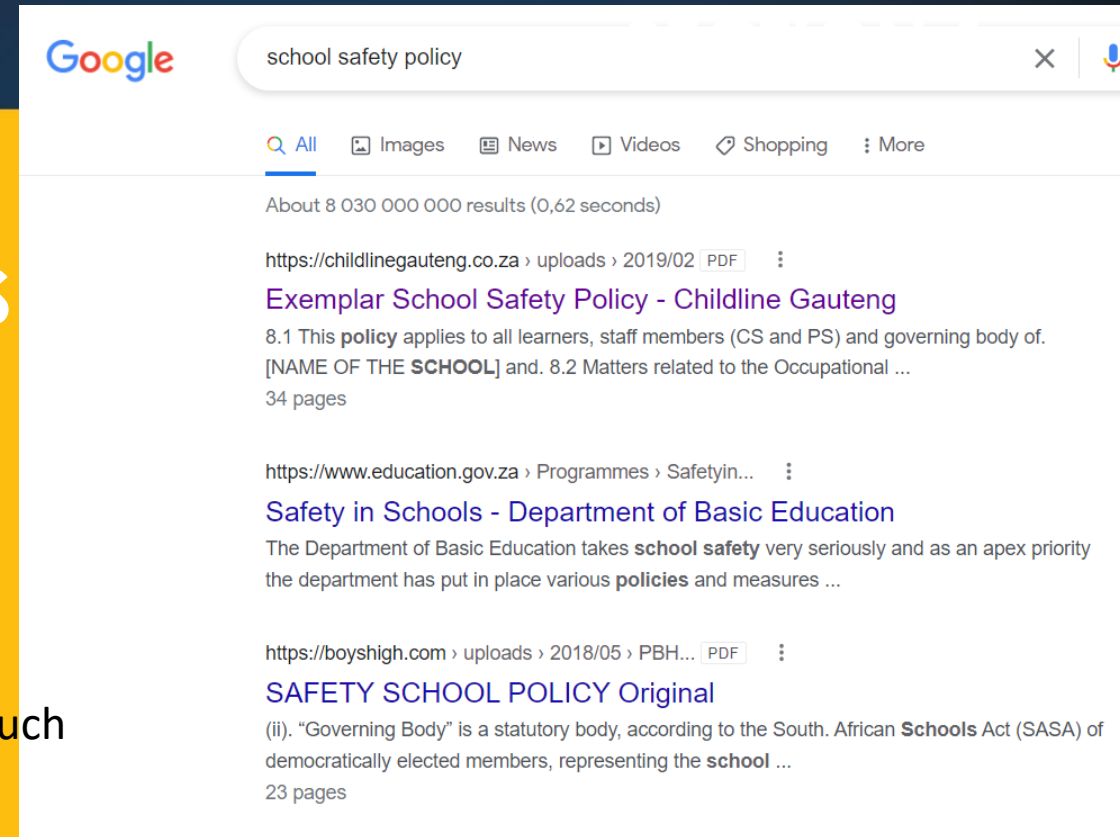 Google
school safety policy
All Images News Videos Shopping More
About 8 030 000 000 results (0,62 seconds)
https://childlinegauteng.co.za › uploads › 2019/02 PDF
Exemplar School Safety Policy - Childline Gauteng
8.1 This policy applies to all learners, staff members (CS and PS) and governing body of.
[NAME OF THE SCHOOL] and. 8.2 Matters related to the Occupational ...
34 pages
https://www.education.gov.za › Programmes › Safetyin...
Safety in Schools - Department of Basic Education
The Department of Basic Education takes school safety very seriously and as an apex priority
the department has put in place various policies and measures ...
https://boyshigh.com › uploads › 2018/05 › PBH... PDF
SAFETY SCHOOL POLICY Original
(ii). “Governing Body” is a statutory body, according to the South. African Schools Act (SASA) of
uch
democratically elected members, representing the school ...
23 pages